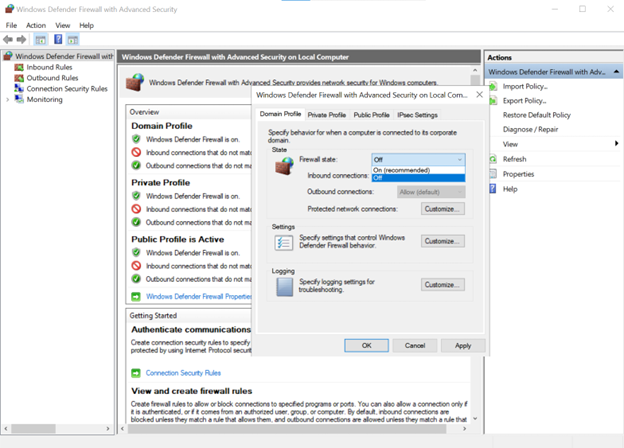 Windows Defender Firewall with Advanced Security
File Action View Help
Windows Defender Firewall with
Inbound Rules
Outbound Rules
Connection Security Rules
Monitoring
Windows Defender Firewall with Advanced Security on Local Computer
Windows Defender Firewall with Advanced Security provides network security for Windows computers.
Overview
Domain Profile
Windows Defender Firewall is on.
Inbound connections that do not mat
Outbound connections that do not ma
Private Profile
Windows Defender Firewall is on.
Inbound connections that do not mat
Outbound connections that do not ma
Public Profile is Active
Windows Defender Firewall is on.
Inbound connections that do not mat
Outbound connections that do not ma
Windows Defender Firewall Properties
Getting Started
Authenticate communications
Create connection security rules to specify
protected by using Internet Protocol security
Connection Security Rules
View and create firewall rules
Create firewall rules to allow or block connections to specified programs or ports. You can also allow a connection only if
it is authenticated, or if it comes from an authorized user, group, or computer. By default, inbound connections are
blocked unless they match a rule that allows them, and outbound connections are allowed unless they match a rule that
Windows Defender Firewall with Advanced Security on Local Com...
Domain Profile Private Profile Public Profile IPsec Settings
Specify behavior for when a computer is connected to its corporate
domain.
State
Firewall state: Off
On (recommended)
Off
Inbound connections:
Outbound connections: Allow (default)
Protected network connections: Customize...
Settings
Specify settings that control Windows
Defender Firewall behavior.
Customize...
Logging
Specify logging settings for
troubleshooting.
Customize...
OK Cancel Apply
Actions
Windows Defender Firewall with Adv...
Import Policy...
Export Policy...
Restore Default Policy
Diagnose / Repair
View
Refresh
Properties
Help